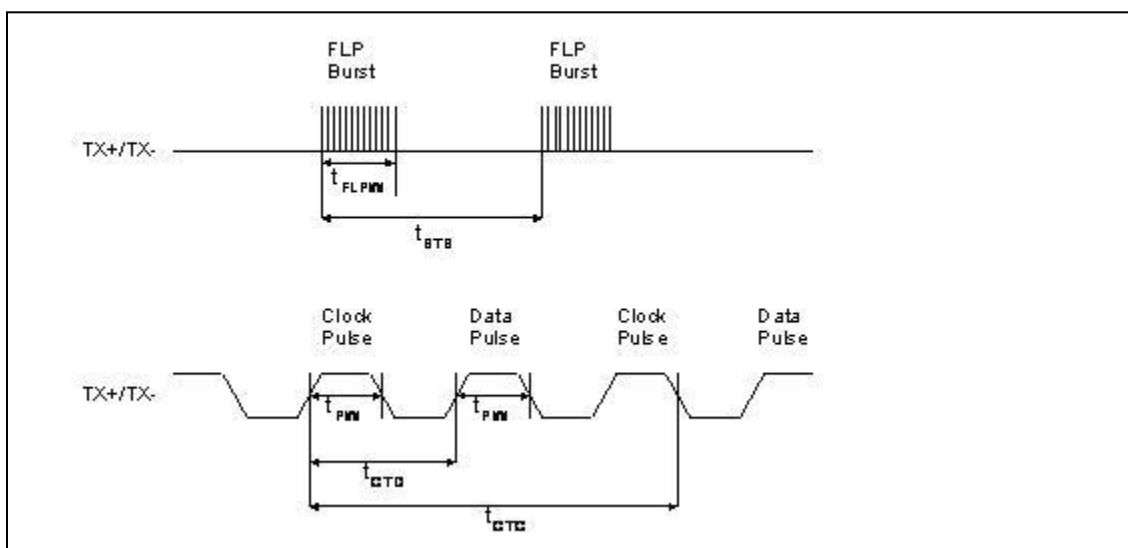 FLP
Burst
FLP
Burst
TX+/TX-
tFLPW
tBTB
Clock
Pulse
Data
Pulse
Clock
Pulse
Data
Pulse
TX+/TX-
tPW
tPW
tCTD
tCTC